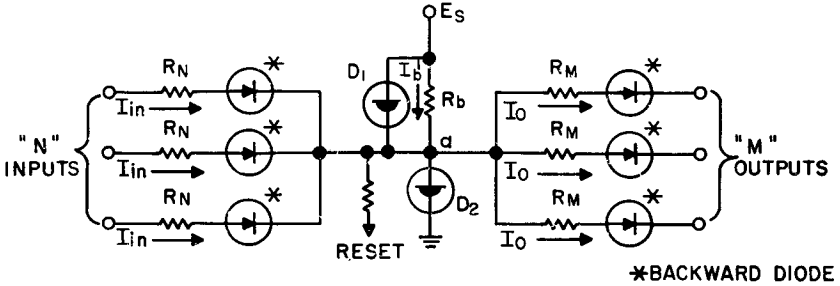 E_S
R_N * D_1 I_b R_b R_M *
I_in I_o
R_N * a R_M *
"N" INPUTS I_in I_o "M" OUTPUTS
R_N * D_2 R_M *
I_in RESET I_o
*BACKWARD DIODE